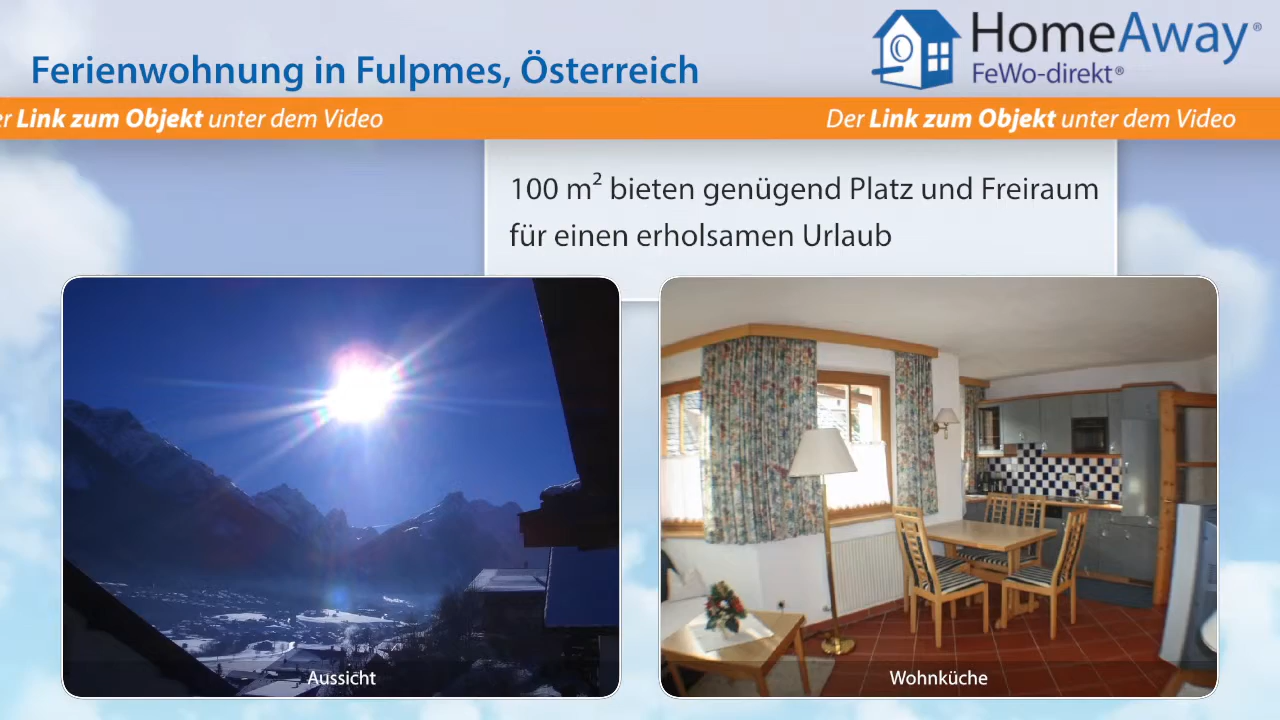 HomeAway®
FeWo-direkt®
Ferienwohnung in Fulpmes, Österreich
er Link zum Objekt unter dem Video
Der Link zum Objekt unter dem Video
100 m² bieten genügend Platz und Freiraum
für einen erholsamen Urlaub
Aussicht
Wohnküche